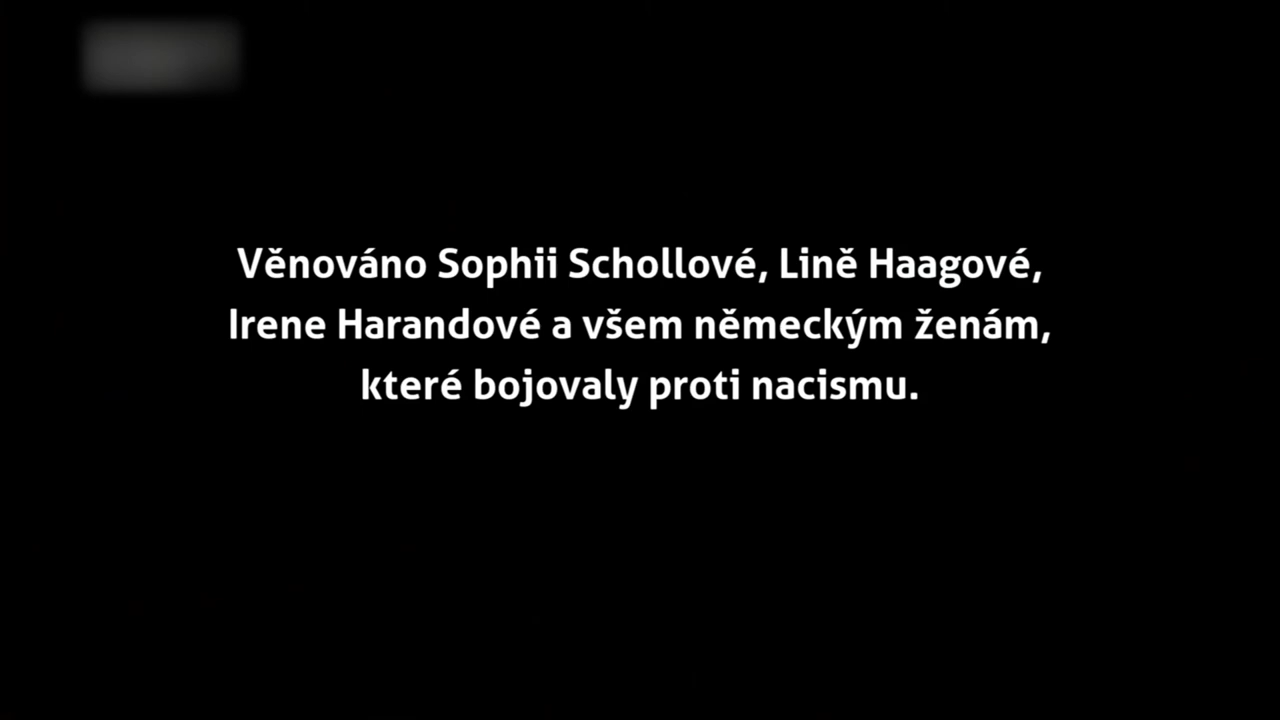 Věnováno Sophii Schollové, Lině Haagové,
Irene Harandové a všem německým ženám,
které bojovaly proti nacismu.